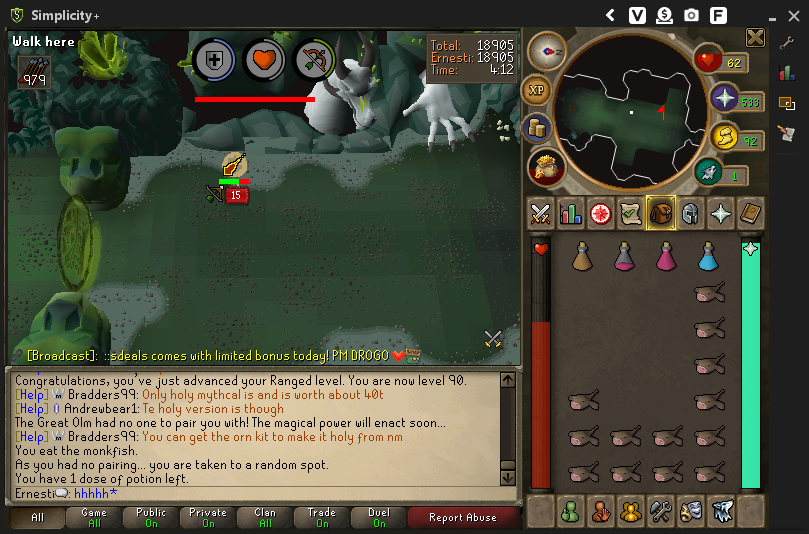 Simplicity+
V
$
F
Walk here
979
Total: 18905
Ernesti: 18905
Time: 4:12
62
XP
533
92
1
15
[Broadcast]: ::sdeals comes with limited bonus today! PM DROGO
Congratulations, you've just advanced your Ranged level. You are now level 90.
[Help] Bradders99: Only holy mythcal is and is worth about 40t
[Help] Andrewbear1: Te holy version is though
The Great Olm had no one to pair you with! The magical power will enact soon...
[Help] Bradders99: You can get the orn kit to make it holy from nm
You eat the monkfish.
As you had no pairing... you are taken to a random spot.
You have 1 dose of potion left.
Ernesti: hhhhh*
All
Game
All
Public
On
Private
On
Clan
All
Trade
On
Duel
On
Report Abuse